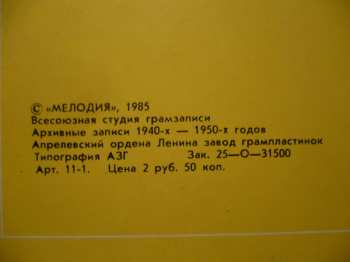 © «МЕЛОДИЯ», 1985
Всесоюзная студия грамзаписи
Архивные записи 1940-х — 1950-х годов
Апрелевский ордена Ленина завод грампластинок
Типография АЗГ Зак. 25—О—31500
Арт. 11-1. Цена 2 руб. 50 коп.